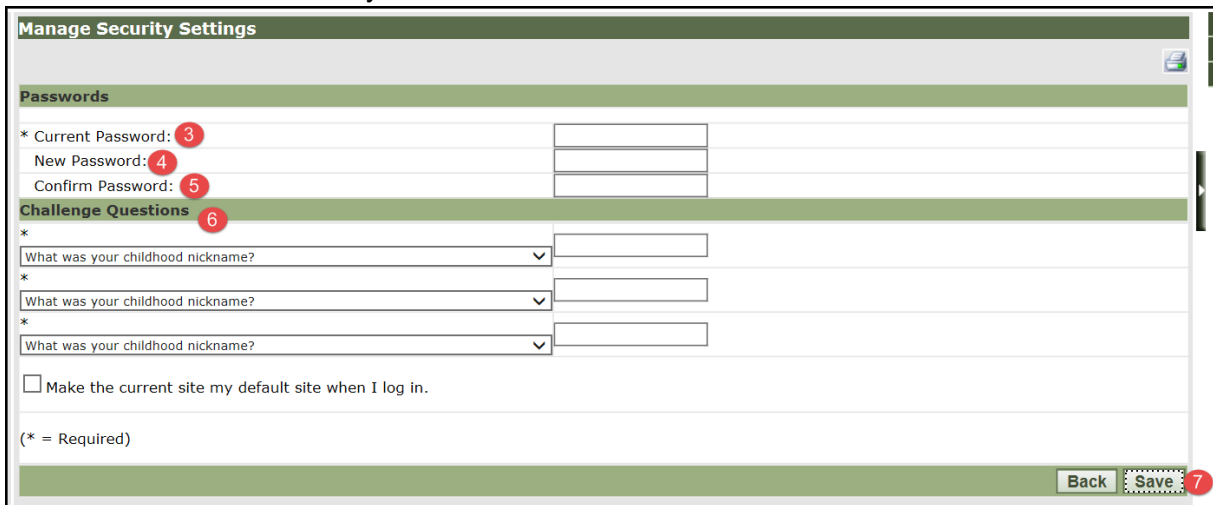 Manage Security Settings
Passwords
* Current Password: 3
New Password: 4
Confirm Password: 5
Challenge Questions 6
*
What was your childhood nickname?
*
What was your childhood nickname?
*
What was your childhood nickname?
Make the current site my default site when I log in.
(* = Required)
Back Save 7